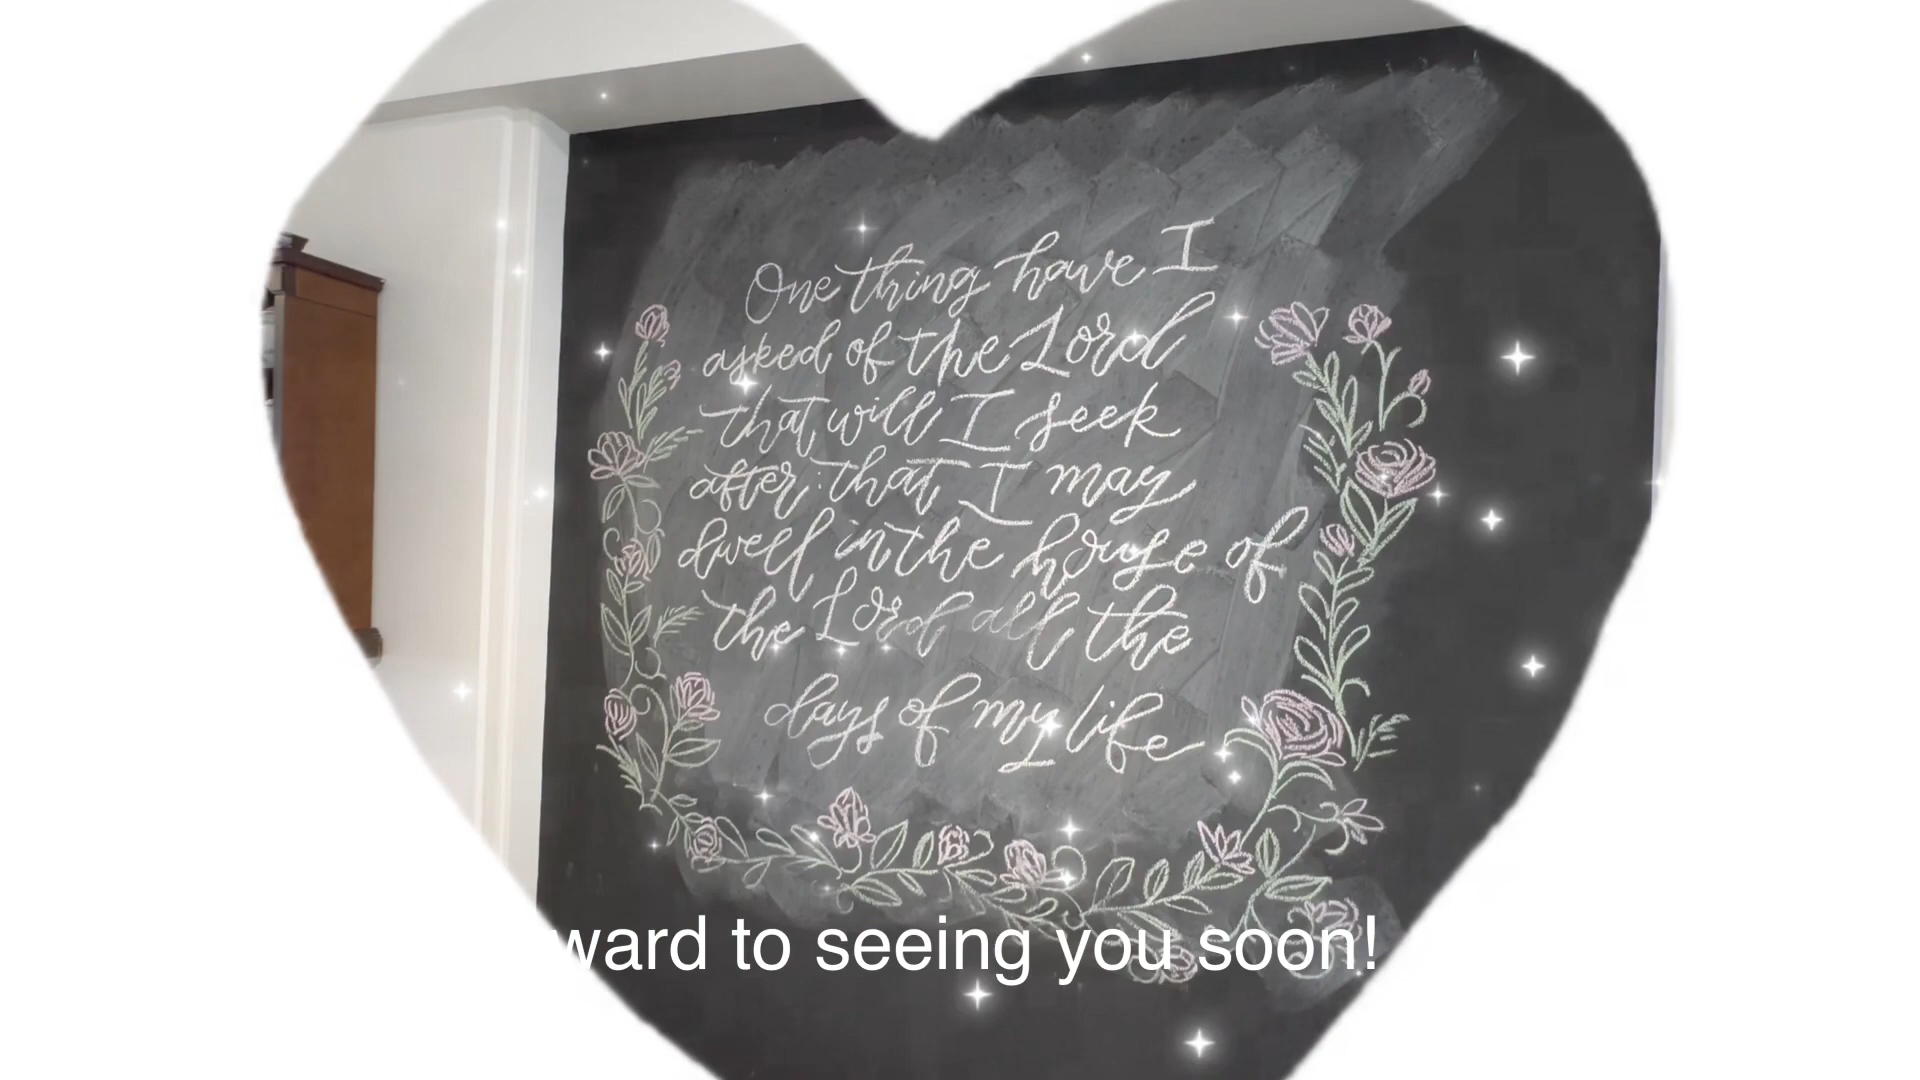 One thing have I
asked of the Lord
that will I seek
after: that I may
dwell in the house of
the Lord all the
days of my life
ward to seeing you soon!